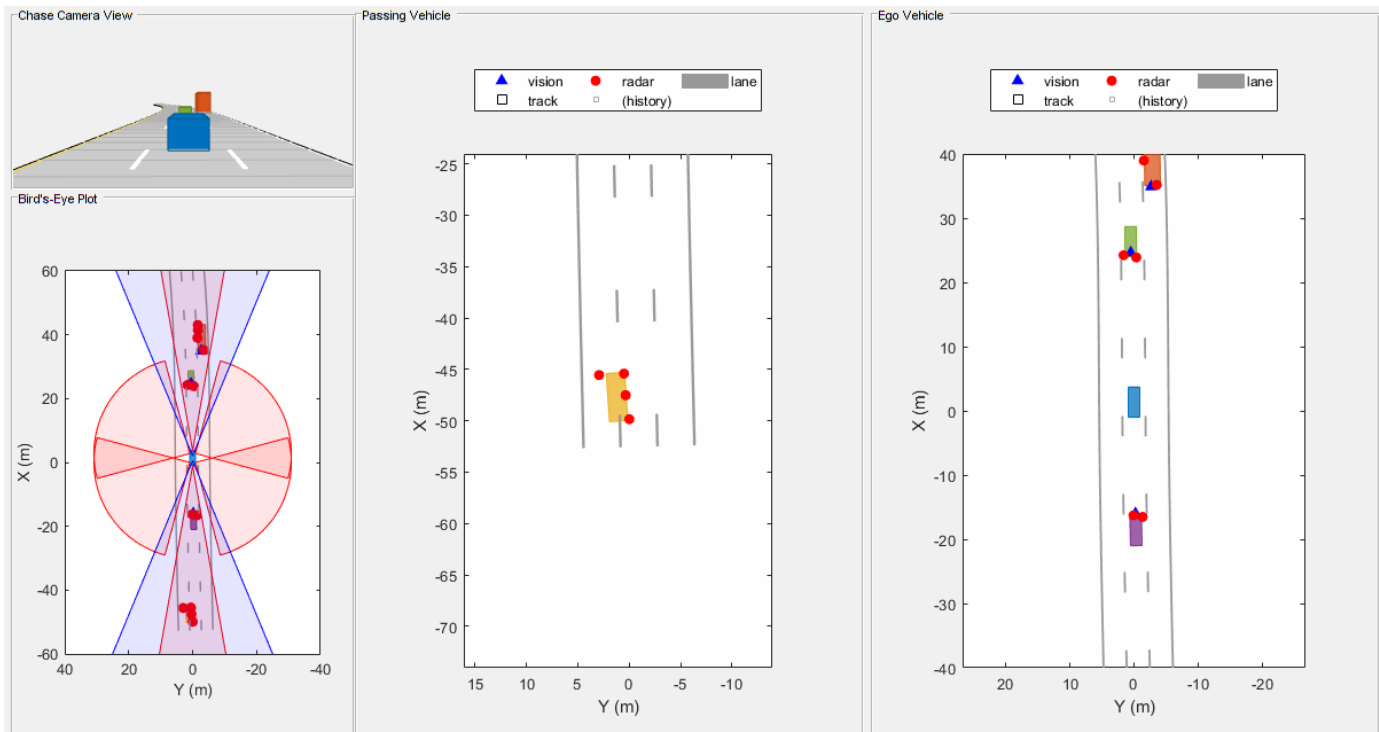 Chase Camera View
Bird's-Eye Plot
60
40
20
0
-20
-40
-60
X (m)
40 20 0 -20 -40
Y (m)
Passing Vehicle
vision radar lane
track (history)
-25
-30
-35
-40
-45
-50
-55
-60
-65
-70
X (m)
15 10 5 0 -5 -10
Y (m)
Ego Vehicle
vision radar lane
track (history)
40
30
20
10
0
-10
-20
-30
-40
X (m)
20 10 0 -10 -20
Y (m)